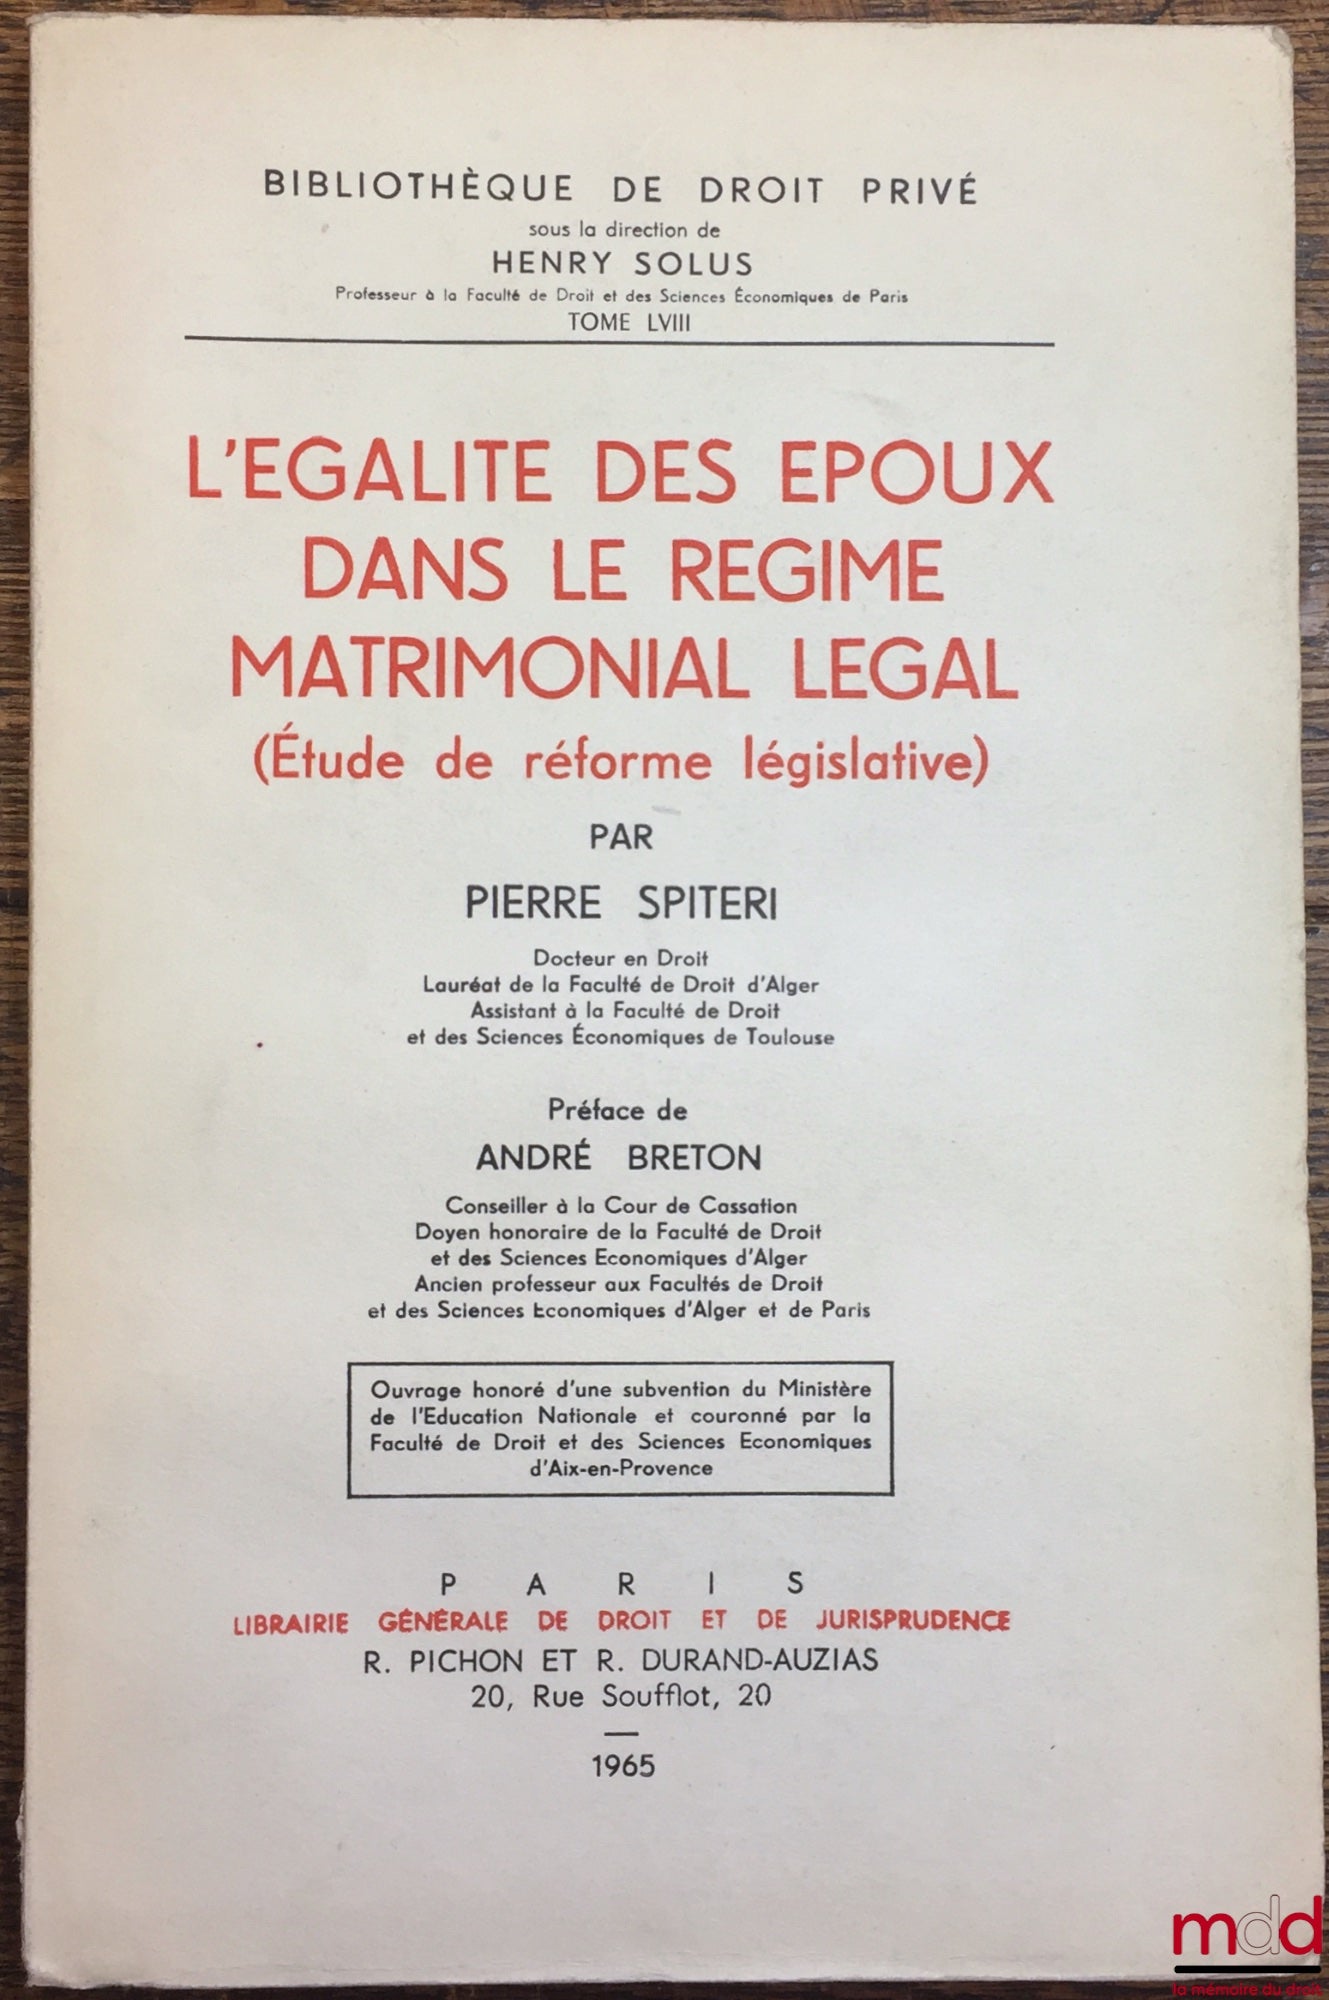 BIBLIOTHÈQUE DE DROIT PRIVÉ
sous la direction de
HENRY SOLUS
Professeur à la Faculté de Droit et des Sciences Économiques de Paris
TOME LVIII
L'EGALITE DES EPOUX
DANS LE REGIME
MATRIMONIAL LEGAL
(Étude de réforme législative)
PAR
PIERRE SPITERI
Docteur en Droit
Lauréat de la Faculté de Droit d'Alger
Assistant à la Faculté de Droit
et des Sciences Économiques de Toulouse
Préface de
ANDRÉ BRETON
Conseiller à la Cour de Cassation
Doyen honoraire de la Faculté de Droit
et des Sciences Economiques d'Alger
Ancien professeur aux Facultés de Droit
et des Sciences Economiques d'Alger et de Paris
Ouvrage honoré d'une subvention du Ministère
de l'Education Nationale et couronné par la
Faculté de Droit et des Sciences Economiques
d'Aix-en-Provence
PARIS
LIBRAIRIE GÉNÉRALE DE DROIT ET DE JURISPRUDENCE
R. PICHON ET R. DURAND-AUZIAS
20, Rue Soufflot, 20
1965
mdd
la mémoire du droit